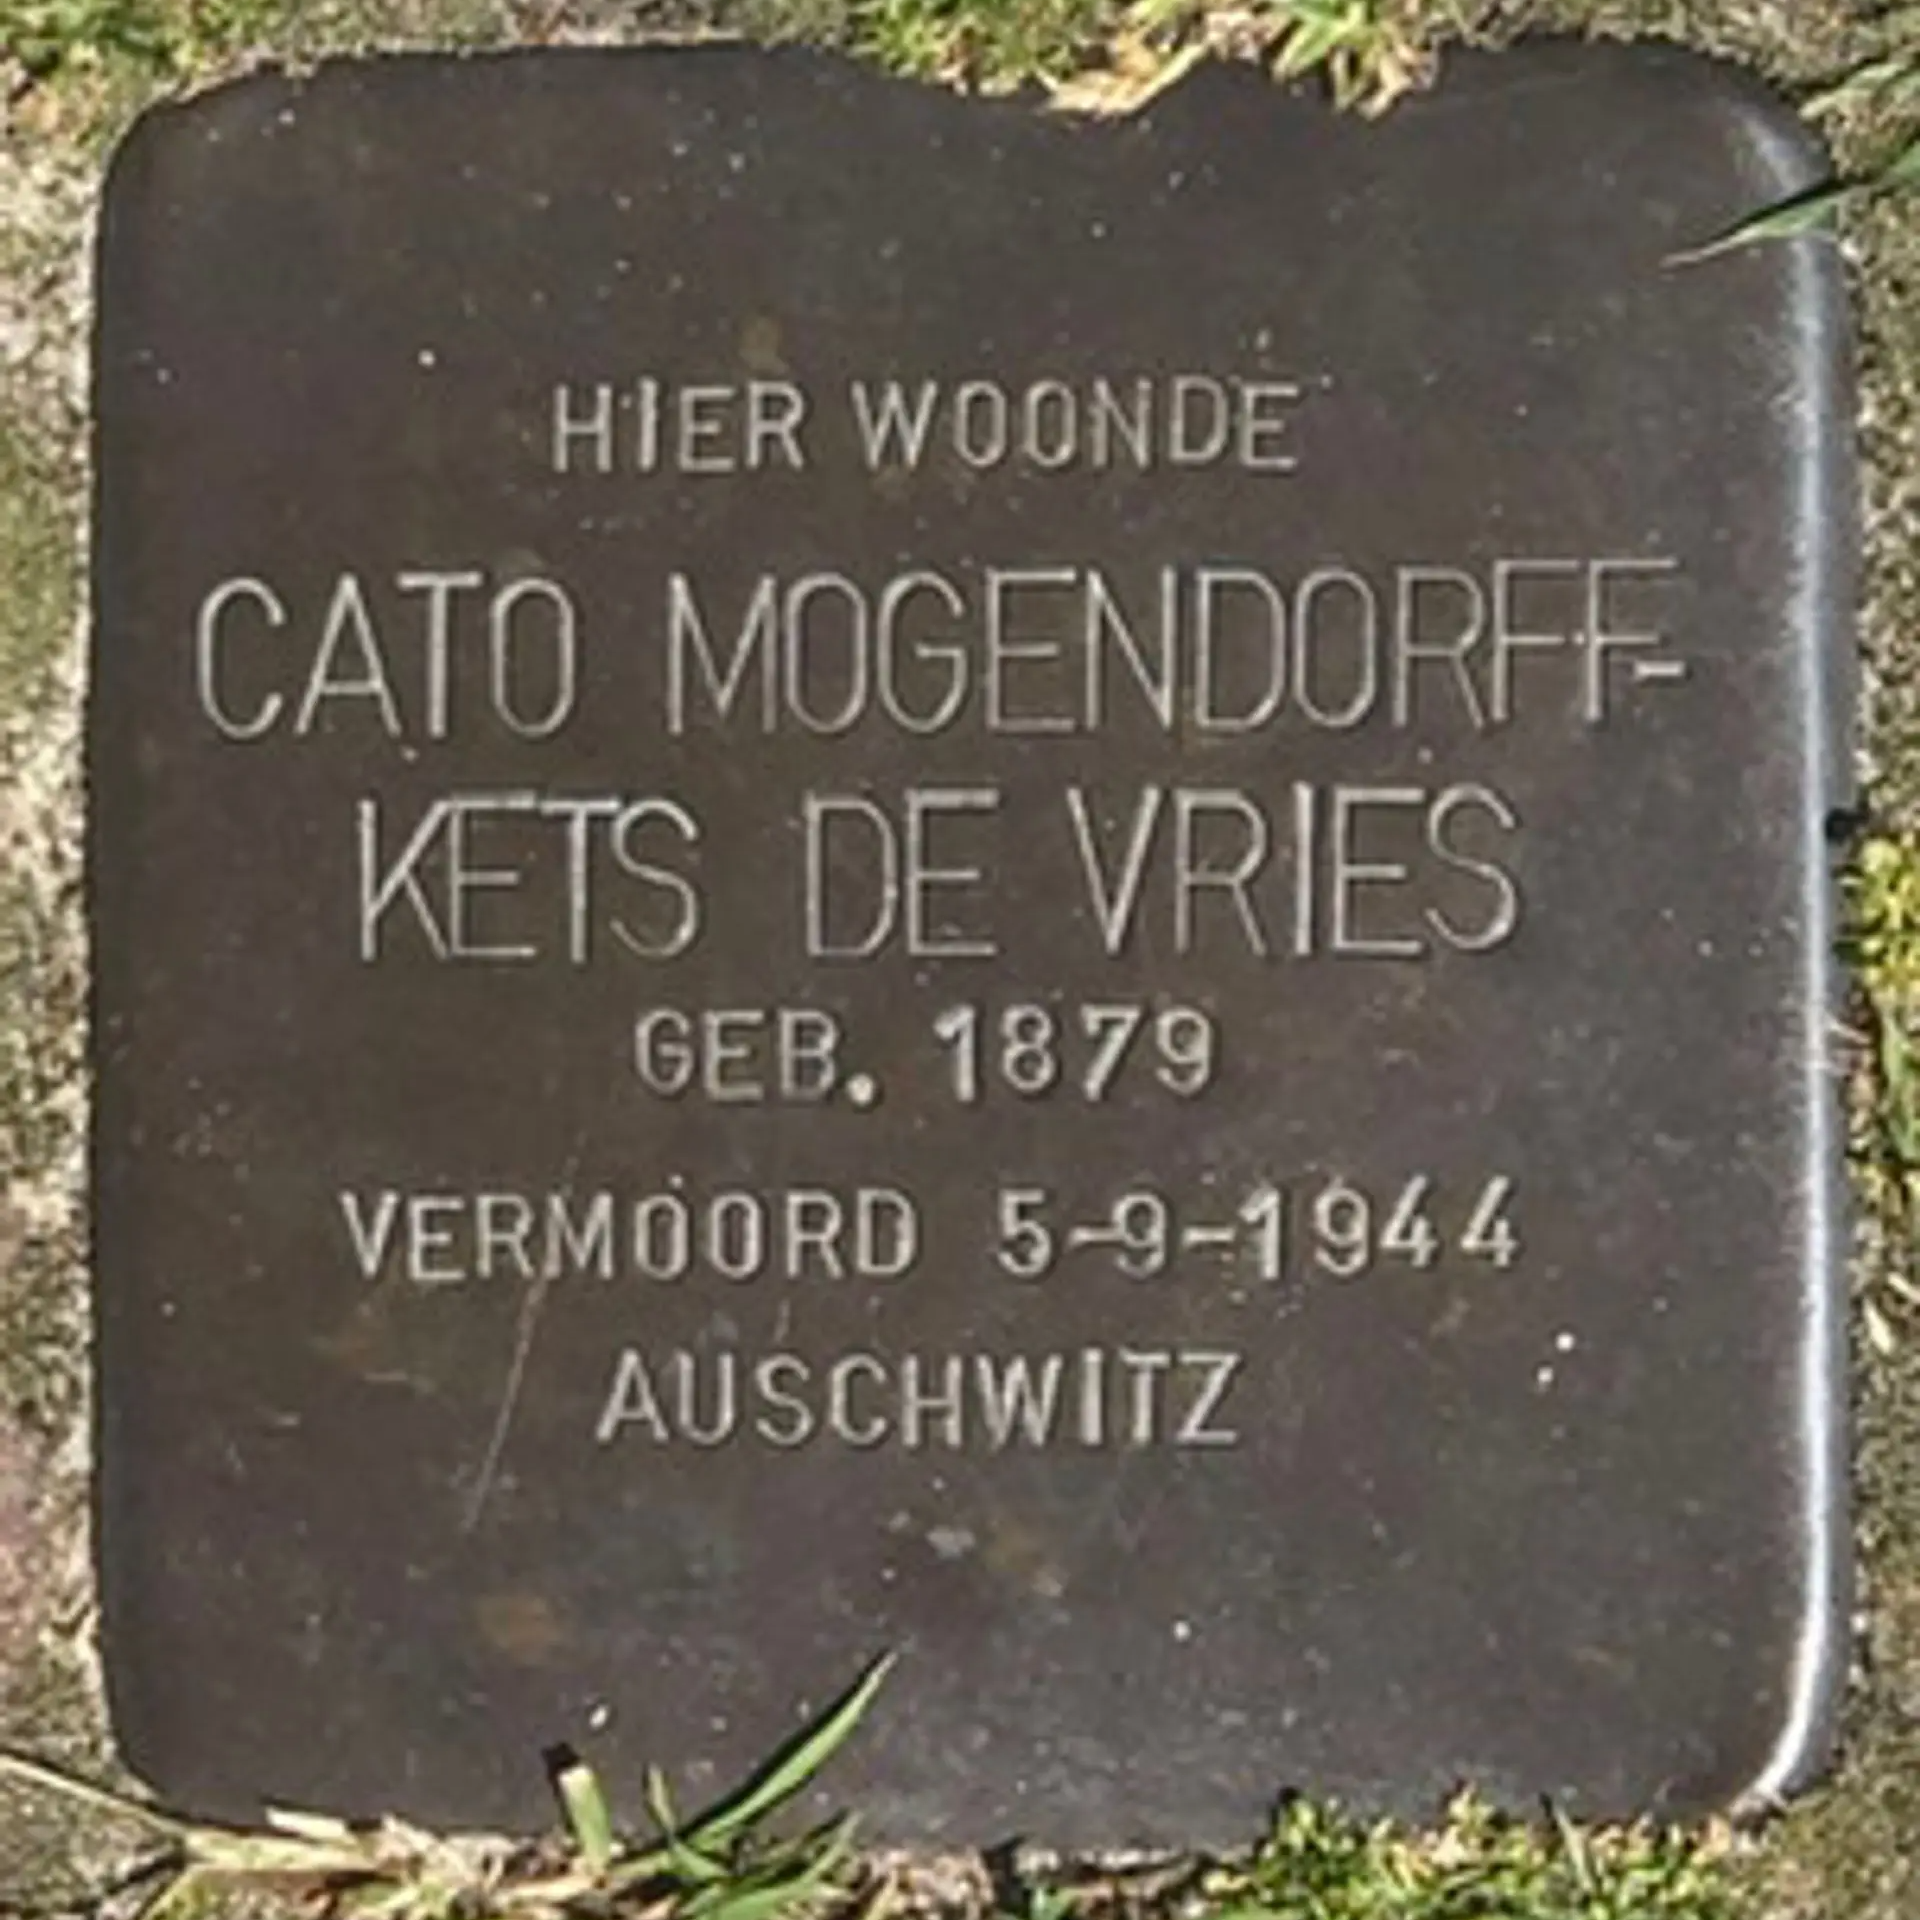 HIER WOONDE
CATO MOGENDORFF-
KETS DE VRIES
GEB. 1879
VERMOORD 5-9-1944
AUSCHWITZ